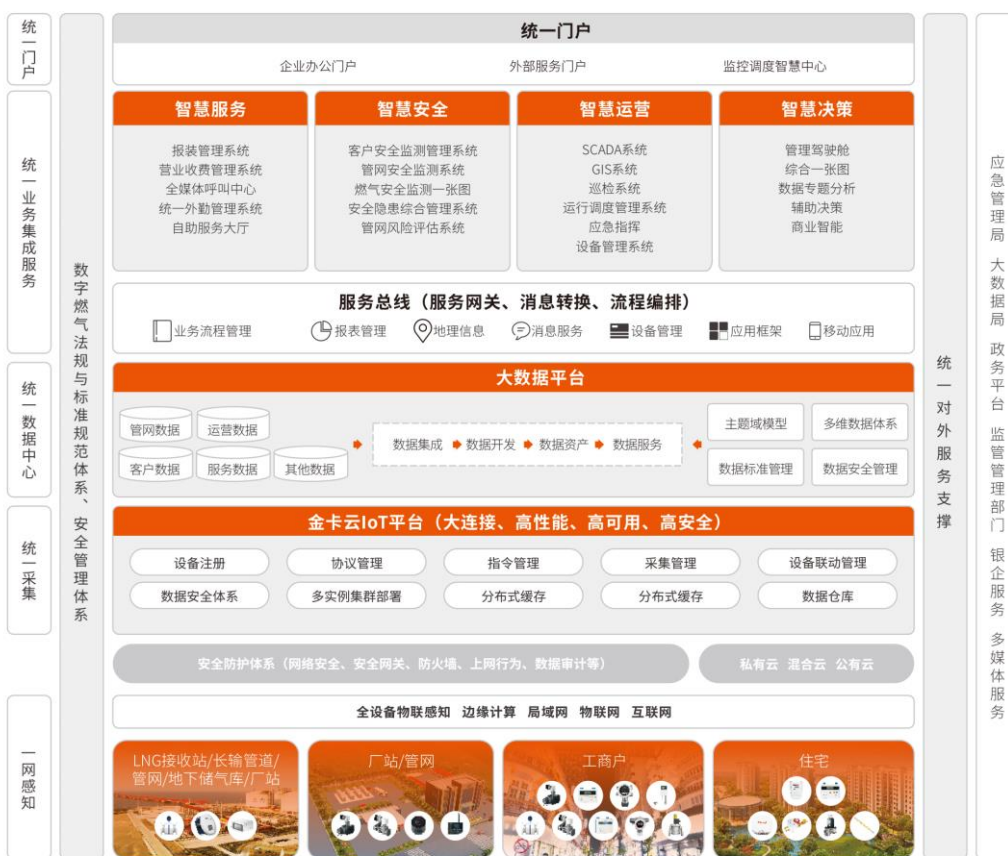 统一门户
统一业务集成服务
统一数据中心
统一采集
一网感知
数字燃气法规与标准规范体系、安全管理体系
统一门户
企业办公门户 外部服务门户 监控调度智慧中心
智慧服务
报装管理系统
营业收费管理系统
全媒体呼叫中心
统一外勤管理系统
自助服务大厅
智慧安全
客户安全监测管理系统
管网安全监测系统
燃气安全监测一张图
安全隐患综合管理系统
管网风险评估系统
智慧运营
SCADA系统
GIS系统
巡检系统
运行调度管理系统
应急指挥
设备管理系统
智慧决策
管理驾驶舱
综合一张图
数据专题分析
辅助决策
商业智能
服务总线（服务网关、消息转换、流程编排）
业务流程管理 报表管理 地理信息 消息服务 设备管理 应用框架 移动应用
大数据平台
管网数据 运营数据
客户数据 服务数据 其他数据
数据集成 数据开发 数据资产 数据服务
主题域模型 多维数据体系
数据标准管理 数据安全管理
金卡云IoT平台（大连接、高性能、高可用、高安全）
设备注册 协议管理 指令管理 采集管理 设备联动管理
数据安全体系 多实例集群部署 分布式缓存 分布式缓存 数据仓库
安全防护体系（网络安全、安全网关、防火墙、上网行为、数据审计等）
私有云 混合云 公有云
全设备物联感知 边缘计算 局域网 物联网 互联网
LNG接收站/长输管道/
管网/地下储气库/厂站
厂站/管网
工商户
住宅
统一对外服务支撑
应急管理局 大数据局 政务平台 监管管理部门 银企服务 多媒体服务